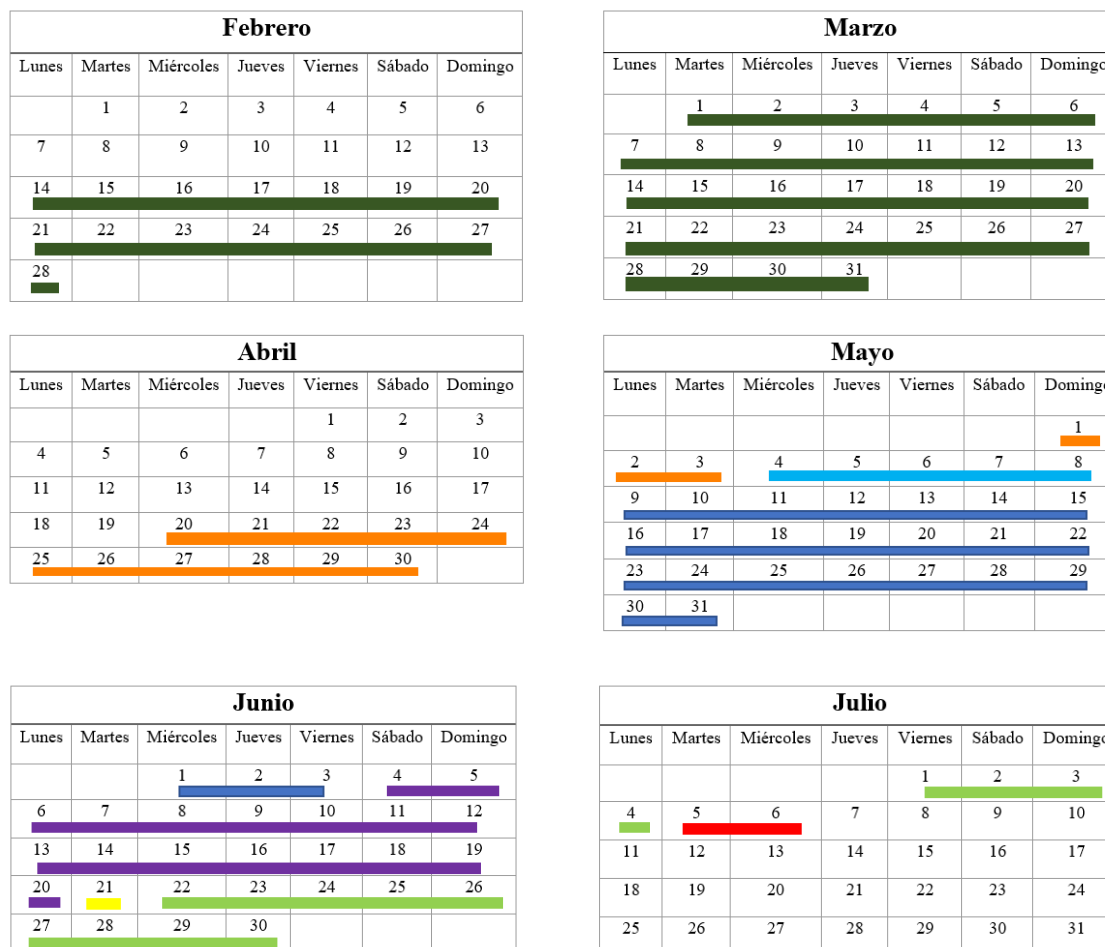 Febrero
Lunes Martes Miércoles Jueves Viernes Sábado Domingo
1 2 3 4 5 6
7 8 9 10 11 12 13
14 15 16 17 18 19 20
21 22 23 24 25 26 27
28
Marzo
Lunes Martes Miércoles Jueves Viernes Sábado Domingo
1 2 3 4 5 6
7 8 9 10 11 12 13
14 15 16 17 18 19 20
21 22 23 24 25 26 27
28 29 30 31
Abril
Lunes Martes Miércoles Jueves Viernes Sábado Domingo
1 2 3
4 5 6 7 8 9 10
11 12 13 14 15 16 17
18 19 20 21 22 23 24
25 26 27 28 29 30
Mayo
Lunes Martes Miércoles Jueves Viernes Sábado Domingo
1
2 3 4 5 6 7 8
9 10 11 12 13 14 15
16 17 18 19 20 21 22
23 24 25 26 27 28 29
30 31
Junio
Lunes Martes Miércoles Jueves Viernes Sábado Domingo
1 2 3 4 5
6 7 8 9 10 11 12
13 14 15 16 17 18 19
20 21 22 23 24 25 26
27 28 29 30
Julio
Lunes Martes Miércoles Jueves Viernes Sábado Domingo
1 2 3
4 5 6 7 8 9 10
11 12 13 14 15 16 17
18 19 20 21 22 23 24
25 26 27 28 29 30 31